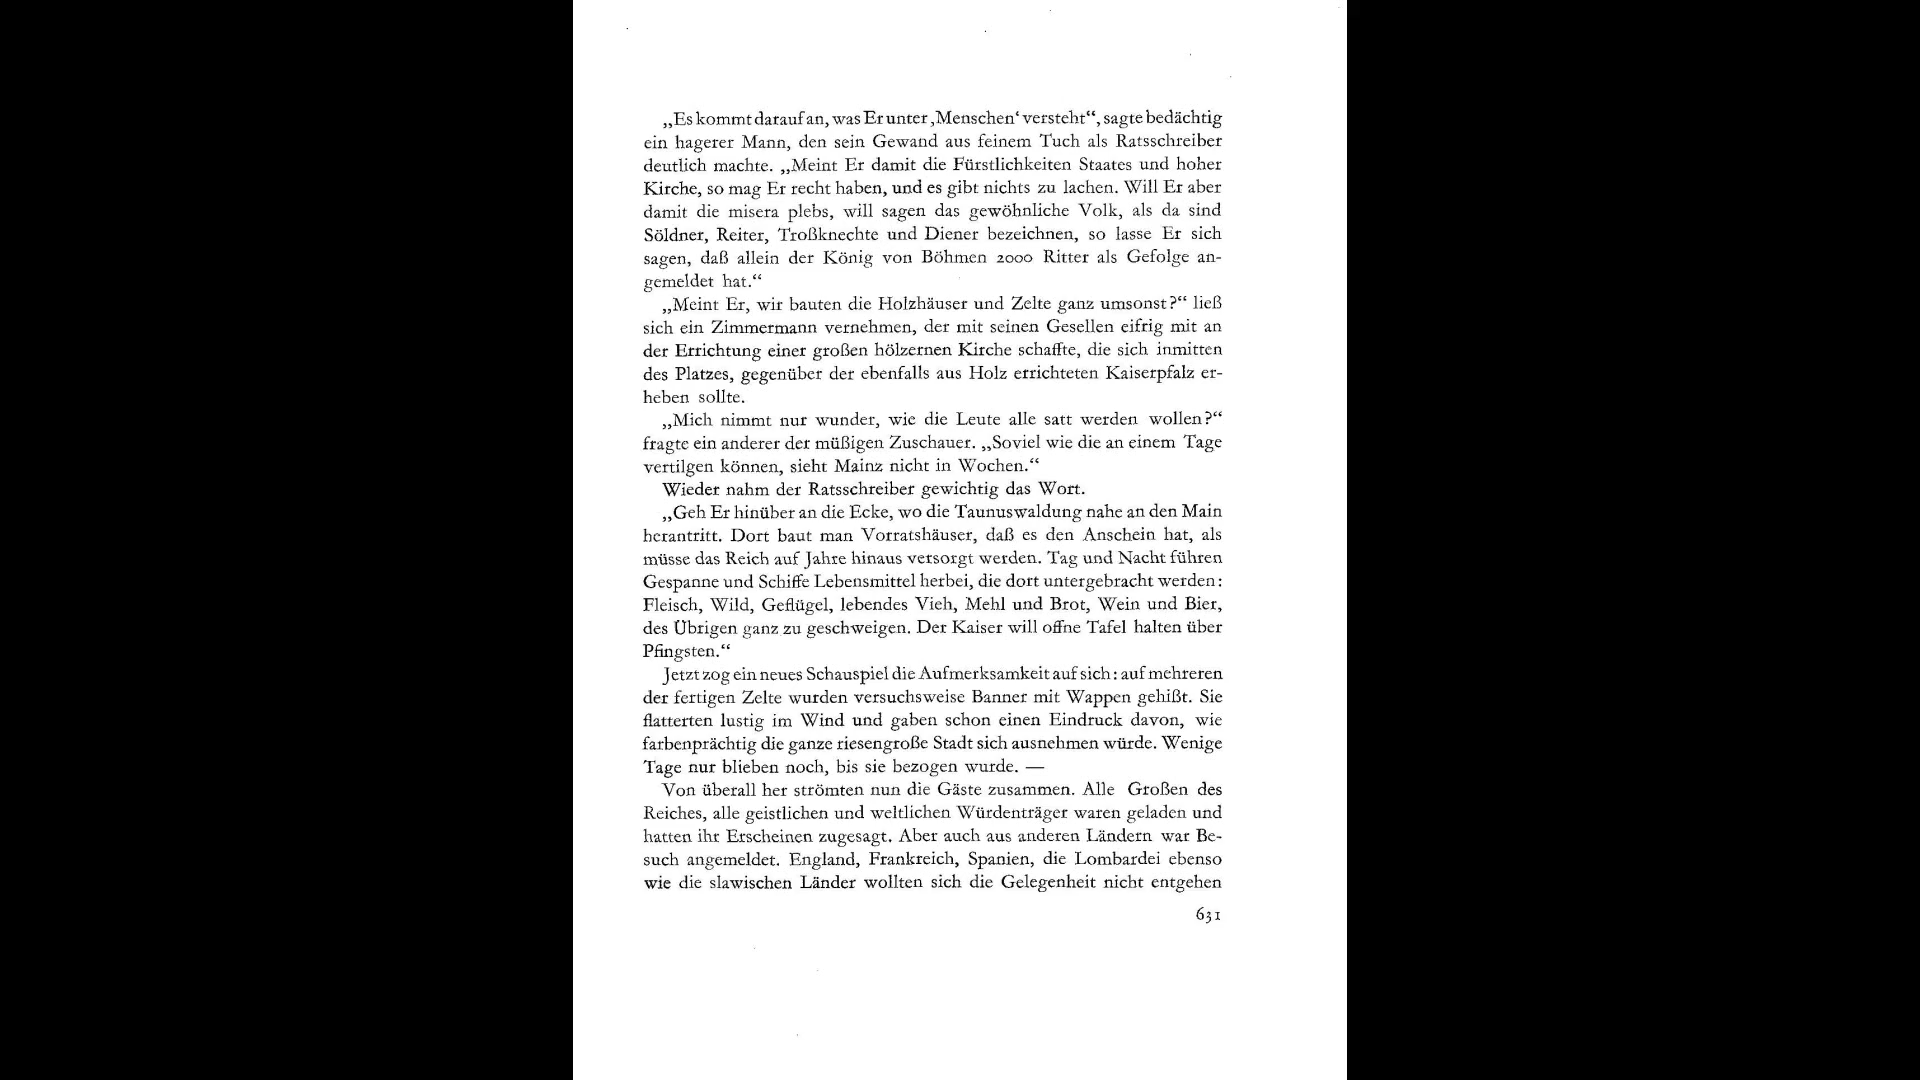 „Es kommt darauf an, was Er unter ‚Menschen‘ versteht“, sagte bedächtig
ein hagerer Mann, den sein Gewand aus feinem Tuch als Ratsschreiber
deutlich machte. „Meint Er damit die Fürstlichkeiten Staates und hoher
Kirche, so mag Er recht haben, und es gibt nichts zu lachen. Will Er aber
damit die misera plebs, will sagen das gewöhnliche Volk, als da sind
Söldner, Reiter, Troßknechte und Diener bezeichnen, so lasse Er sich
sagen, daß allein der König von Böhmen 2000 Ritter als Gefolge an-
gemeldet hat.“
„Meint Er, wir bauten die Holzhäuser und Zelte ganz umsonst?“ ließ
sich ein Zimmermann vernehmen, der mit seinen Gesellen eifrig mit an
der Errichtung einer großen hölzernen Kirche schaffte, die sich inmitten
des Platzes, gegenüber der ebenfalls aus Holz errichteten Kaiserpfalz er-
heben sollte.
„Mich nimmt nur wunder, wie die Leute alle satt werden wollen?“
fragte ein anderer der müßigen Zuschauer. „Soviel wie die an einem Tage
vertilgen können, sieht Mainz nicht in Wochen.“
Wieder nahm der Ratsschreiber gewichtig das Wort.
„Geh Er hinüber an die Ecke, wo die Taunuswaldung nahe an den Main
herantritt. Dort baut man Vorratshäuser, daß es den Anschein hat, als
müsse das Reich auf Jahre hinaus versorgt werden. Tag und Nacht führen
Gespanne und Schiffe Lebensmittel herbei, die dort untergebracht werden:
Fleisch, Wild, Geflügel, lebendes Vieh, Mehl und Brot, Wein und Bier,
des Übrigen ganz zu geschweigen. Der Kaiser will offne Tafel halten über
Pfingsten.“
Jetzt zog ein neues Schauspiel die Aufmerksamkeit auf sich: auf mehreren
der fertigen Zelte wurden versuchsweise Banner mit Wappen gehißt. Sie
flatterten lustig im Wind und gaben schon einen Eindruck davon, wie
farbenprächtig die ganze riesengroße Stadt sich ausnehmen würde. Wenige
Tage nur blieben noch, bis sie bezogen wurde. —
Von überall her strömten nun die Gäste zusammen. Alle Großen des
Reiches, alle geistlichen und weltlichen Würdenträger waren geladen und
hatten ihr Erscheinen zugesagt. Aber auch aus anderen Ländern war Be-
such angemeldet. England, Frankreich, Spanien, die Lombardei ebenso
wie die slawischen Länder wollten sich die Gelegenheit nicht entgehen
631